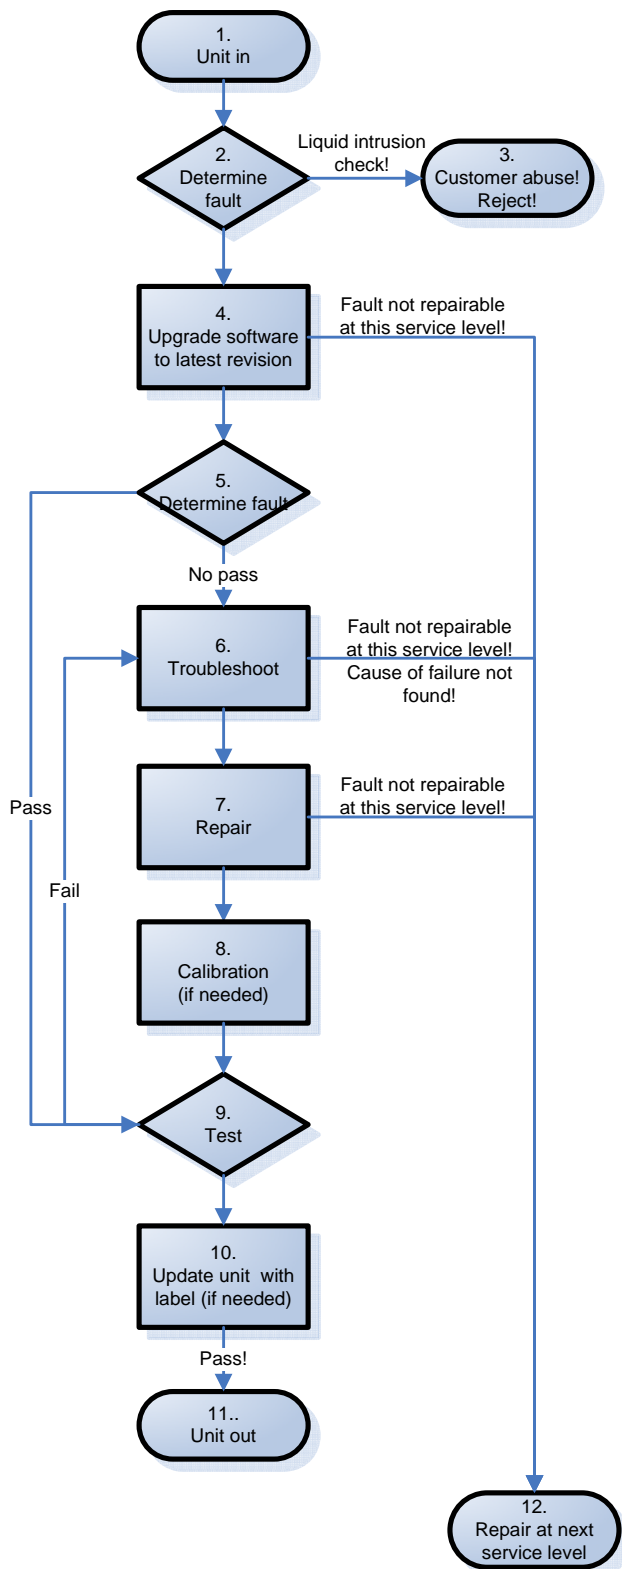 1.
Unit in
2.
Determine
fault
Liquid intrusion
check!
3.
Customer abuse!
Reject!
4.
Upgrade software
to latest revision
Fault not repairable
at this service level!
5.
Determine fault
No pass
6.
Troubleshoot
Fault not repairable
at this service level!
Cause of failure not
found!
7.
Repair
Fault not repairable
at this service level!
Pass
Fail
8.
Calibration
(if needed)
9.
Test
10.
Update unit with
label (if needed)
Pass!
11..
Unit out
12.
Repair at next
service level